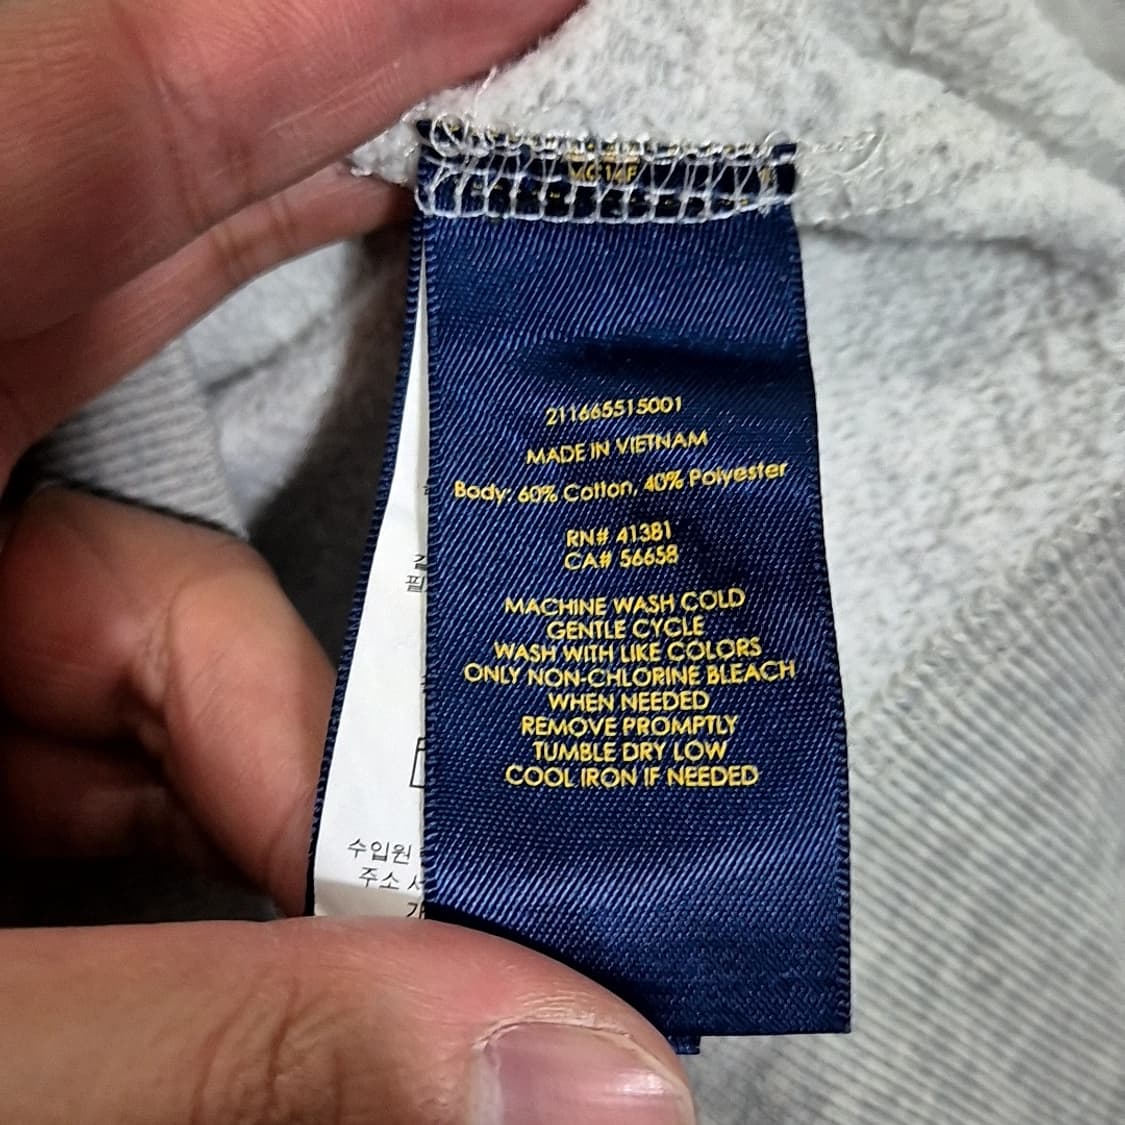 211665515001
MADE IN VIETNAM
Body: 60% Cotton, 40% Polyester
RN# 41381
CA# 56658
MACHINE WASH COLD
GENTLE CYCLE
WASH WITH LIKE COLORS
ONLY NON-CHLORINE BLEACH
WHEN NEEDED
REMOVE PROMPTLY
TUMBLE DRY LOW
COOL IRON IF NEEDED
수입원
주소